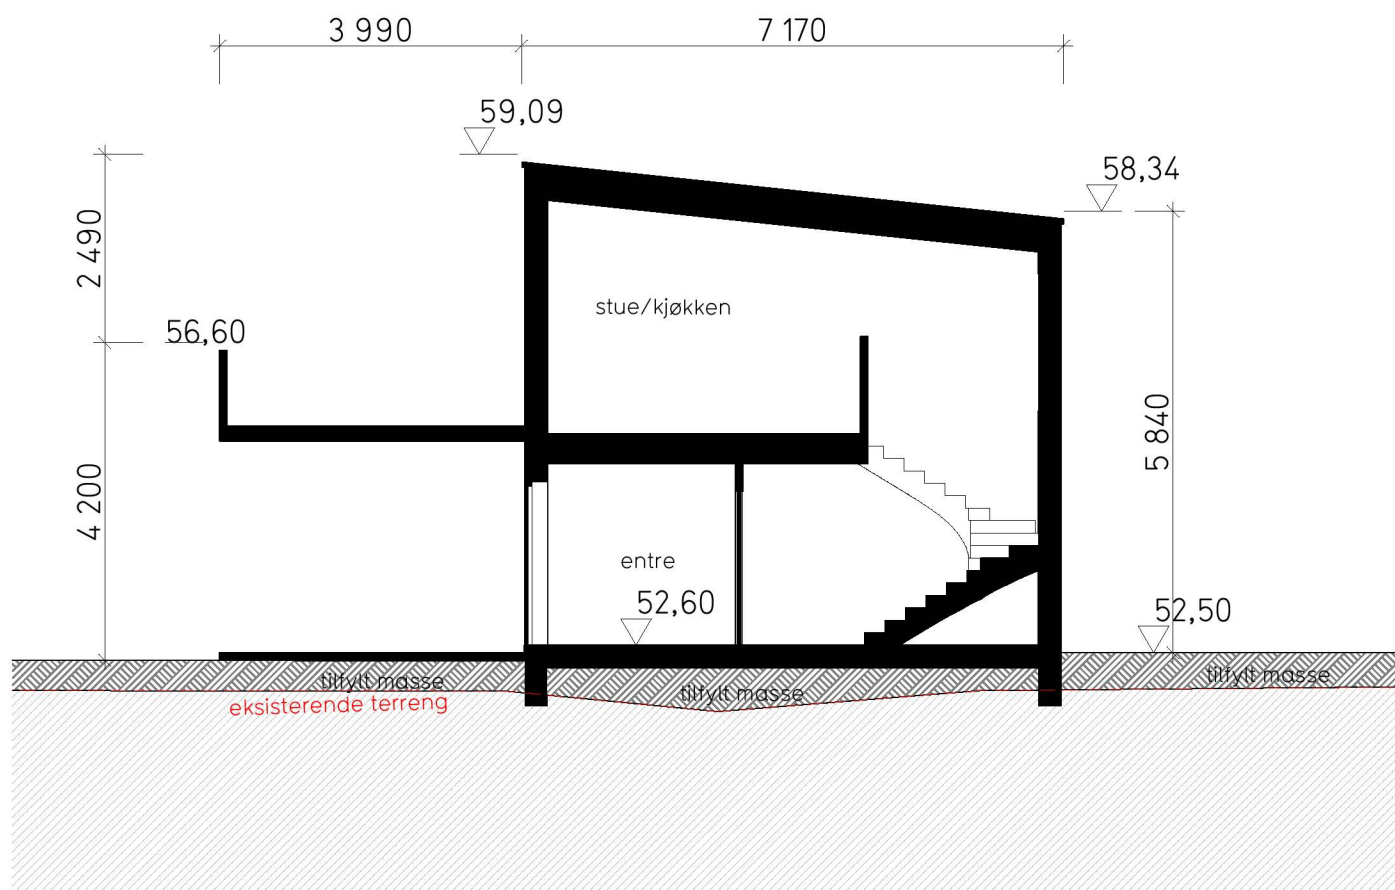 3 990
7 170
59,09
58,34
2 490
56,60
stue/kjøkken
5 840
4 200
entre
52,60
52,50
tilfylt masse
tilfylt masse
tilfylt masse
eksisterende terreng